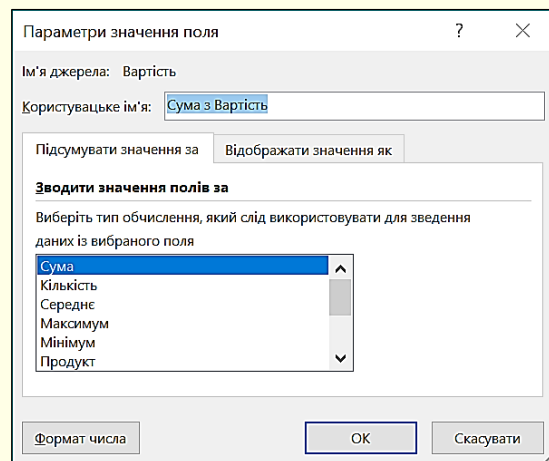 Параметри значення поля ?
Ім'я джерела: Вартість
Користувацьке ім'я: Сума з Вартість
Підсумувати значення за Відображати значення як
Зводити значення полів за
Виберіть тип обчислення, який слід використовувати для зведення
даних із вибраного поля
Сума
Кількість
Середнє
Максимум
Мінімум
Продукт
Формат числа ОК Скасувати